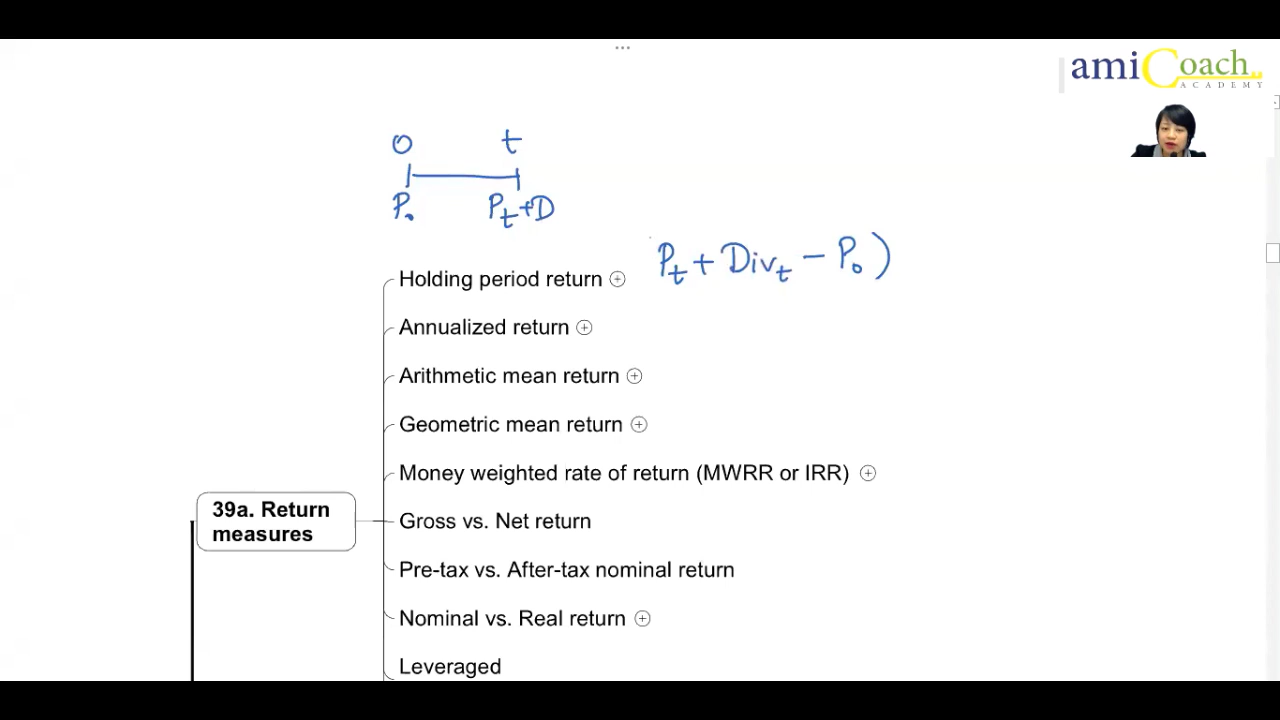 amiCoach
ACADEMY
0 t
P₀ Pt+D
Pt + Divt - P₀)
Holding period return
Annualized return
Arithmetic mean return
Geometric mean return
Money weighted rate of return (MWRR or IRR)
39a. Return
measures
Gross vs. Net return
Pre-tax vs. After-tax nominal return
Nominal vs. Real return
Leveraged